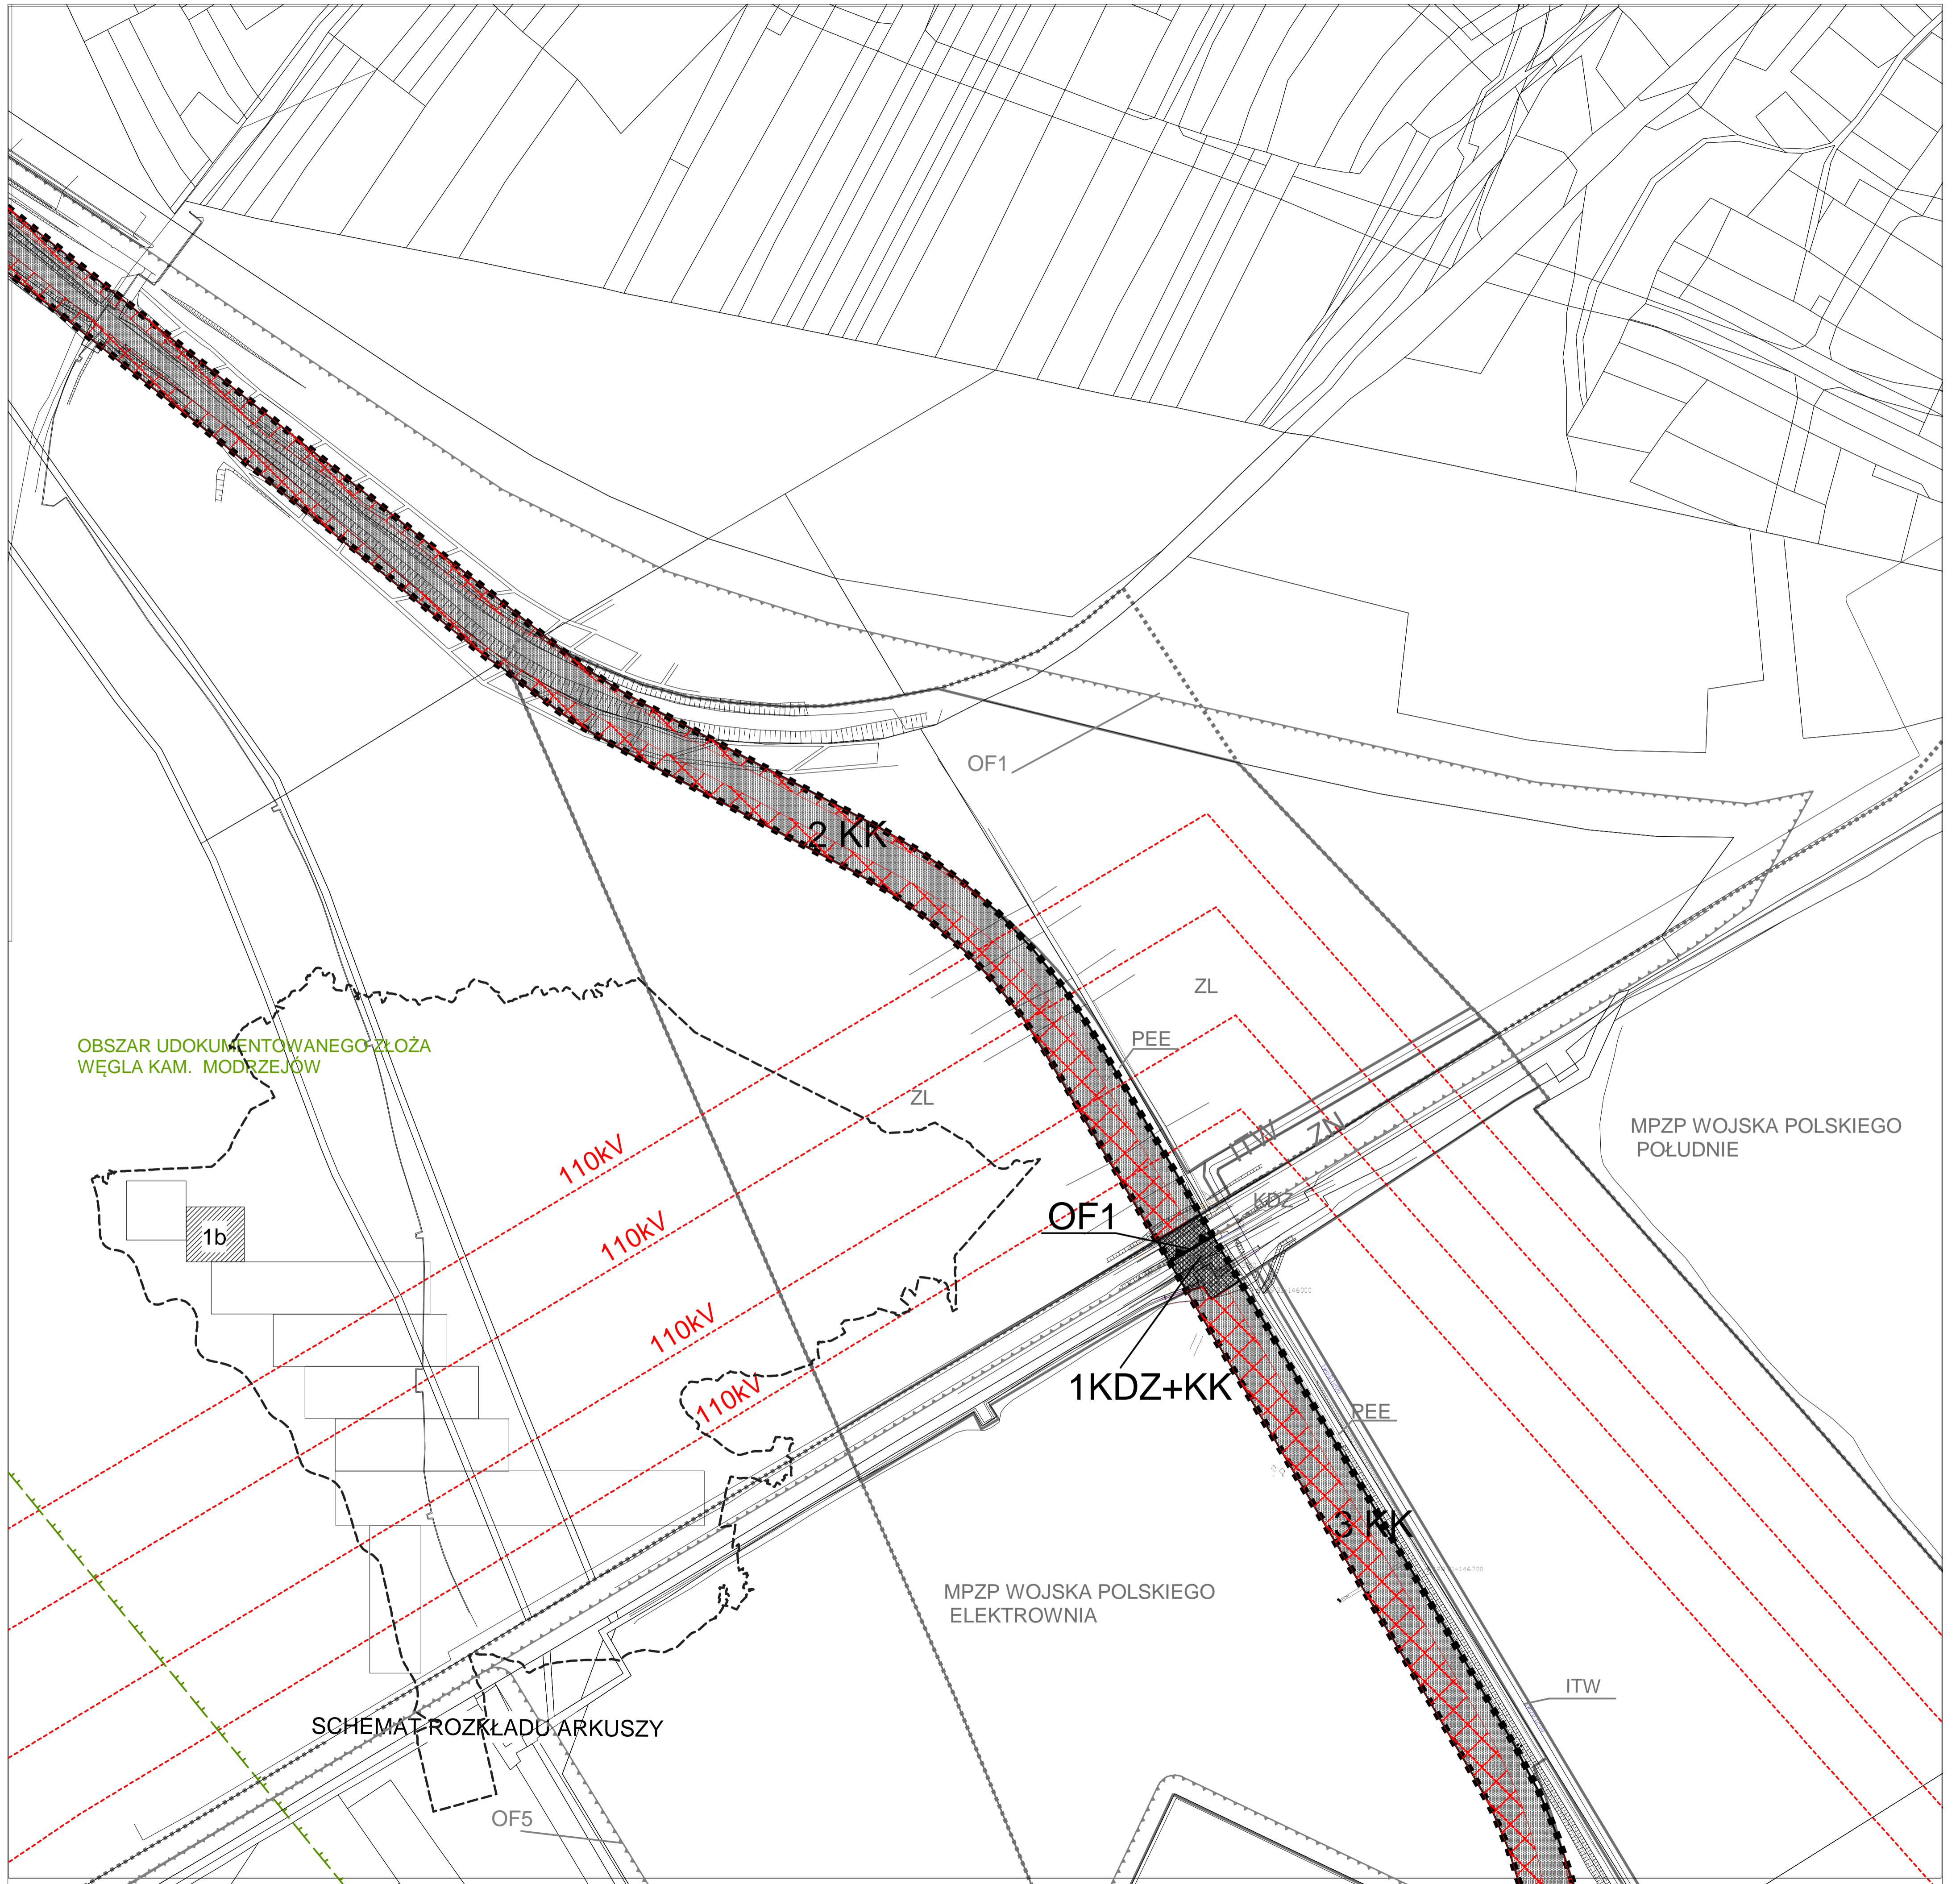 2 KK
OF1
ZL
PEE
OBSZAR UDOKUMENTOWANEGO ZŁOŻA
WĘGLA KAM. MODRZEJÓW
ZL
ITW
ZN
MPZP WOJSKA POLSKIEGO
POŁUDNIE
110kV
KDZ
OF1
1b
110kV
110kV
1KDZ+KK
110kV
PEE
3 KK
MPZP WOJSKA POLSKIEGO
ELEKTROWNIA
ITW
SCHEMAT ROZKŁADU ARKUSZY
OF5